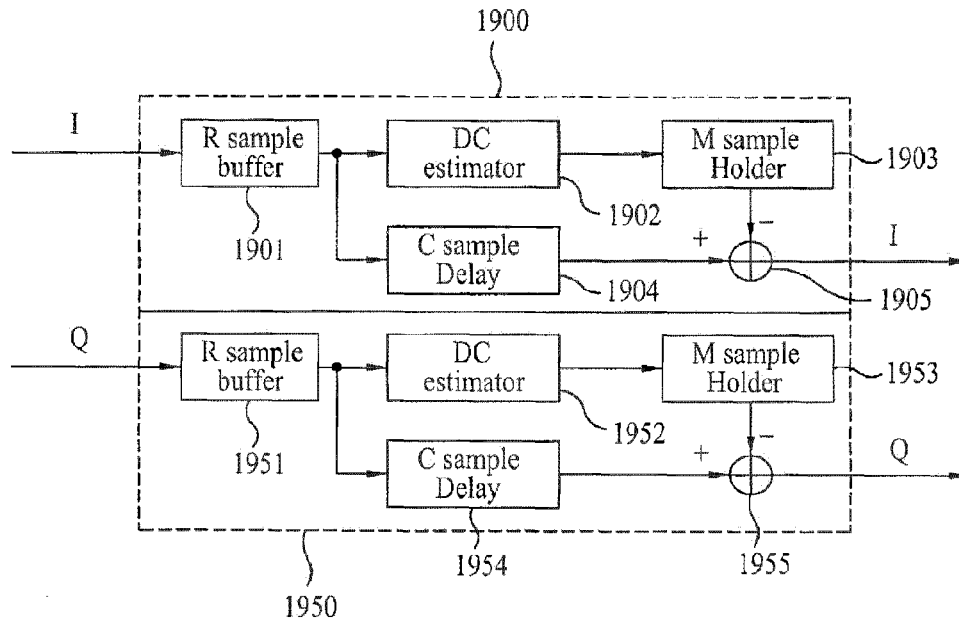 1900
I
R sample
buffer
1901
DC
estimator
1902
M sample
Holder
1903
C sample
Delay
1904
+
−
I
1905
Q
R sample
buffer
1951
DC
estimator
1952
M sample
Holder
1953
C sample
Delay
1954
+
−
Q
1955
1950